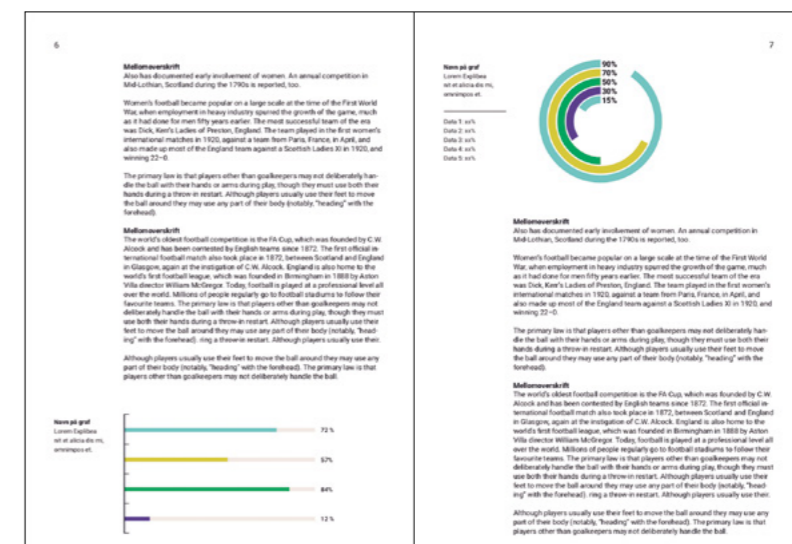 6
Mellomoverskrift
Also has documented early involvement of women. An annual competition in
Mid-Lothian, Scotland during the 1790s is reported, too.
Women's football became popular on a large scale at the time of the First World
War, when employment in heavy industry spurred the growth of the game, much
as it had done for men fifty years earlier. The most successful team of the era
was Dick, Kerr's Ladies of Preston, England. The team played in the first women's
international matches in 1920, against a team from Paris, France, in April, and
also made up most of the England team against a Scottish Ladies XI in 1920, and
winning 22–0.
The primary law is that players other than goalkeepers may not deliberately han-
dle the ball with their hands or arms during play, though they must use both their
hands during a throw-in restart. Although players usually use their feet to move
the ball around they may use any part of their body (notably, "heading" with the
forehead).
Mellomoverskrift
The world's oldest football competition is the FA Cup, which was founded by C.W.
Alcock and has been contested by English teams since 1872. The first official in-
ternational football match also took place in 1872, between Scotland and England
in Glasgow, again at the instigation of C.W. Alcock. England is also home to the
world's first football league, which was founded in Birmingham in 1888 by Aston
Villa director William McGregor. Today, football is played at a professional level all
over the world. Millions of people regularly go to football stadiums to follow their
favourite teams. The primary law is that players other than goalkeepers may not
deliberately handle the ball with their hands or arms during play, though they must
use both their hands during a throw-in restart. Although players usually use their
feet to move the ball around they may use any part of their body (notably, "head-
ing" with the forehead). ring a throw-in restart. Although players usually use their.
Although players usually use their feet to move the ball around they may use any
part of their body (notably, "heading" with the forehead). The primary law is that
players other than goalkeepers may not deliberately handle the ball.
Navn på graf
Lorem Explibea
nit et alicia dis mi,
omnimpos et.
72 %
57%
84%
12 %
7
Navn på graf
Lorem Explibea
nit et alicia dis mi,
omnimpos et.
Data 1: xx%
Data 2: xx%
Data 3: xx%
Data 4: xx%
Data 5: xx%
90%
70%
50%
30%
15%
Mellomoverskrift
Also has documented early involvement of women. An annual competition in
Mid-Lothian, Scotland during the 1790s is reported, too.
Women's football became popular on a large scale at the time of the First World
War, when employment in heavy industry spurred the growth of the game, much
as it had done for men fifty years earlier. The most successful team of the era
was Dick, Kerr's Ladies of Preston, England. The team played in the first women's
international matches in 1920, against a team from Paris, France, in April, and
also made up most of the England team against a Scottish Ladies XI in 1920, and
winning 22–0.
The primary law is that players other than goalkeepers may not deliberately han-
dle the ball with their hands or arms during play, though they must use both their
hands during a throw-in restart. Although players usually use their feet to move
the ball around they may use any part of their body (notably, "heading" with the
forehead).
Mellomoverskrift
The world's oldest football competition is the FA Cup, which was founded by C.W.
Alcock and has been contested by English teams since 1872. The first official in-
ternational football match also took place in 1872, between Scotland and England
in Glasgow, again at the instigation of C.W. Alcock. England is also home to the
world's first football league, which was founded in Birmingham in 1888 by Aston
Villa director William McGregor. Today, football is played at a professional level all
over the world. Millions of people regularly go to football stadiums to follow their
favourite teams. The primary law is that players other than goalkeepers may not
deliberately handle the ball with their hands or arms during play, though they must
use both their hands during a throw-in restart. Although players usually use their
feet to move the ball around they may use any part of their body (notably, "head-
ing" with the forehead). ring a throw-in restart. Although players usually use their.
Although players usually use their feet to move the ball around they may use any
part of their body (notably, "heading" with the forehead). The primary law is that
players other than goalkeepers may not deliberately handle the ball.